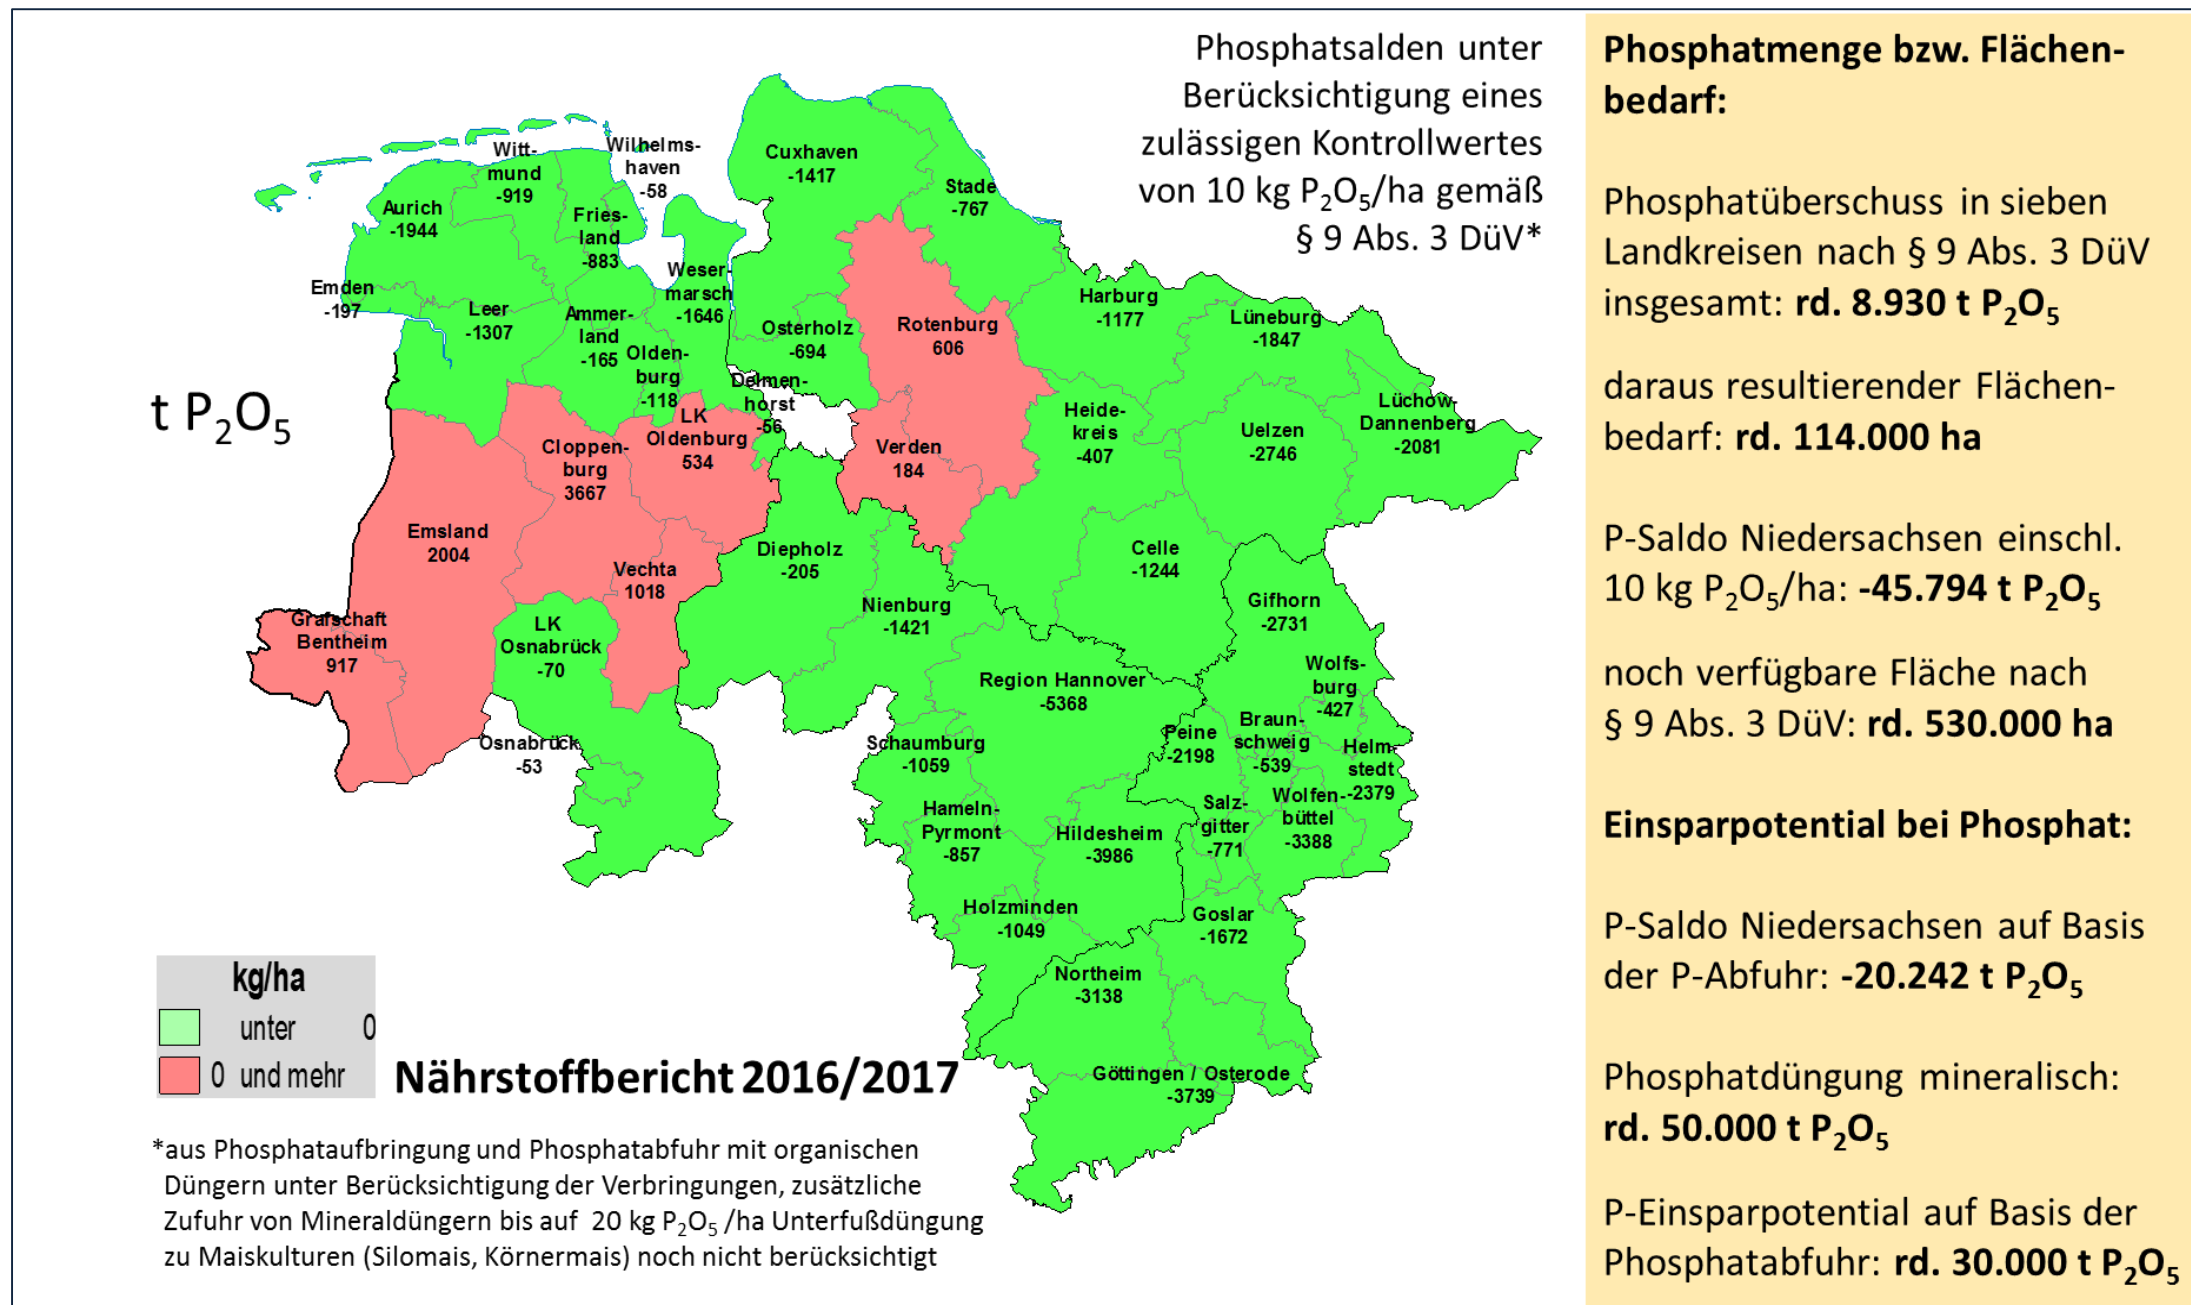 Phosphatsalden unter
Berücksichtigung eines
zulässigen Kontrollwertes
von 10 kg P₂O₅/ha gemäß
§ 9 Abs. 3 DüV*
t P₂O₅
Witt-
mund
-919
Wilhelms-
haven
-58
Cuxhaven
-1417
Stade
-767
Aurich
-1944
Fries-
land
-883
Weser-
marsch
-1646
Emden
-197
Leer
-1307
Ammer-
land
-165
Olden-
burg
-118
Osterholz
-694
Rotenburg
606
Harburg
-1177
Lüneburg
-1847
Delmen-
horst
-56
LK
Oldenburg
534
Cloppen-
burg
3667
Verden
184
Heide-
kreis
-407
Uelzen
-2746
Lüchow-
Dannenberg
-2081
Emsland
2004
Vechta
1018
Diepholz
-205
Celle
-1244
Grafschaft
Bentheim
917
LK
Osnabrück
-70
Nienburg
-1421
Gifhorn
-2731
Region Hannover
-5368
Wolfs-
burg
-427
Osnabrück
-53
Schaumburg
-1059
Peine
-2198
Braun-
schweig
-539
Helm-
stedt
-2379
Hameln-
Pyrmont
-857
Hildesheim
-3986
Salz-
gitter
-771
Wolfen-
büttel
-3388
Holzminden
-1049
Goslar
-1672
Northeim
-3138
Göttingen / Osterode
-3739
kg/ha
unter 0
0 und mehr
Nährstoffbericht 2016/2017
*aus Phosphataufbringung und Phosphatabfuhr mit organischen
Düngern unter Berücksichtigung der Verbringungen, zusätzliche
Zufuhr von Mineraldüngern bis auf 20 kg P₂O₅ /ha Unterfußdüngung
zu Maiskulturen (Silomais, Körnermais) noch nicht berücksichtigt
Phosphatmenge bzw. Flächen-
bedarf:
Phosphatüberschuss in sieben
Landkreisen nach § 9 Abs. 3 DüV
insgesamt: rd. 8.930 t P₂O₅
daraus resultierender Flächen-
bedarf: rd. 114.000 ha
P-Saldo Niedersachsen einschl.
10 kg P₂O₅/ha: -45.794 t P₂O₅
noch verfügbare Fläche nach
§ 9 Abs. 3 DüV: rd. 530.000 ha
Einsparpotential bei Phosphat:
P-Saldo Niedersachsen auf Basis
der P-Abfuhr: -20.242 t P₂O₅
Phosphatdüngung mineralisch:
rd. 50.000 t P₂O₅
P-Einsparpotential auf Basis der
Phosphatabfuhr: rd. 30.000 t P₂O₅